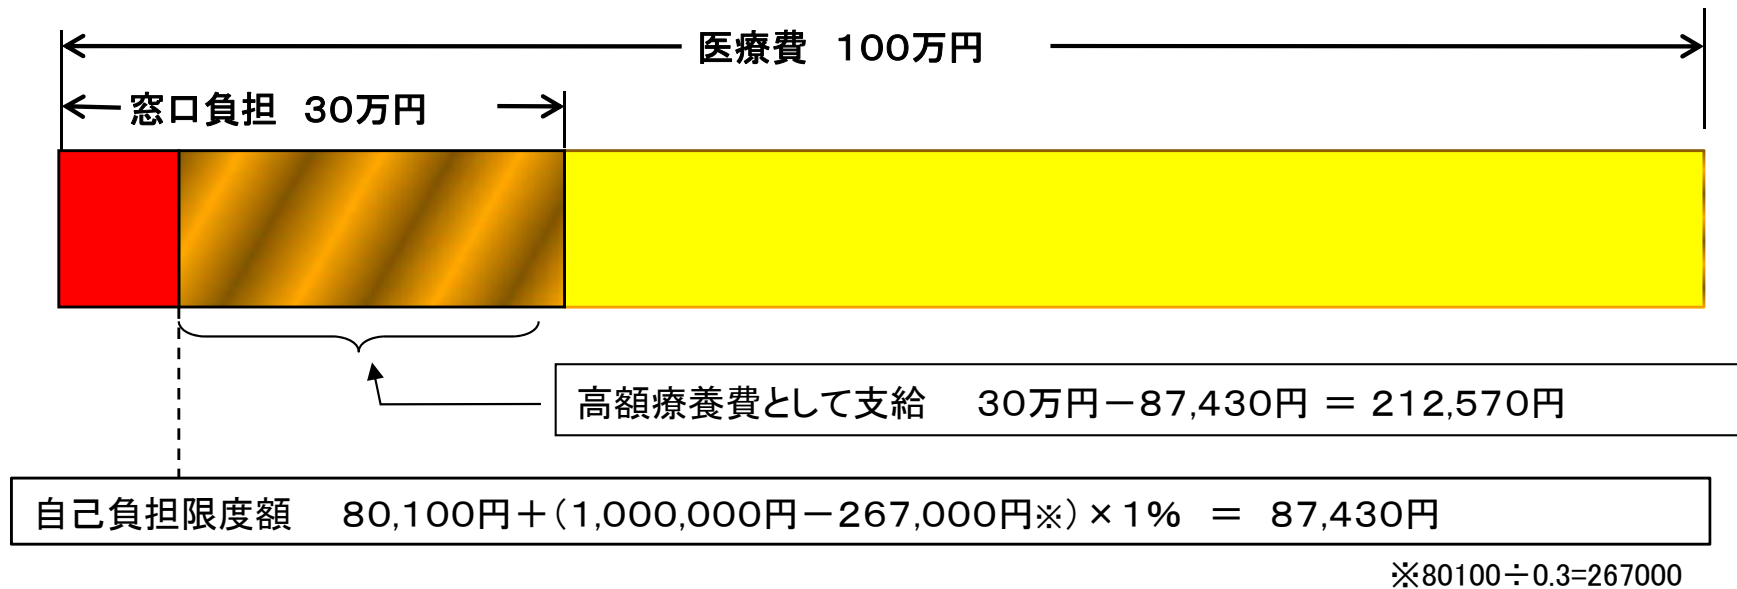 医療費　１００万円
窓口負担　３０万円
高額療養費として支給　３０万円－８７,４３０円 ＝ ２１２,５７０円
自己負担限度額　８０,１００円＋（１,０００,０００円－２６７,０００円※）×１％　＝　８７,４３０円
※80100÷0.3=267000